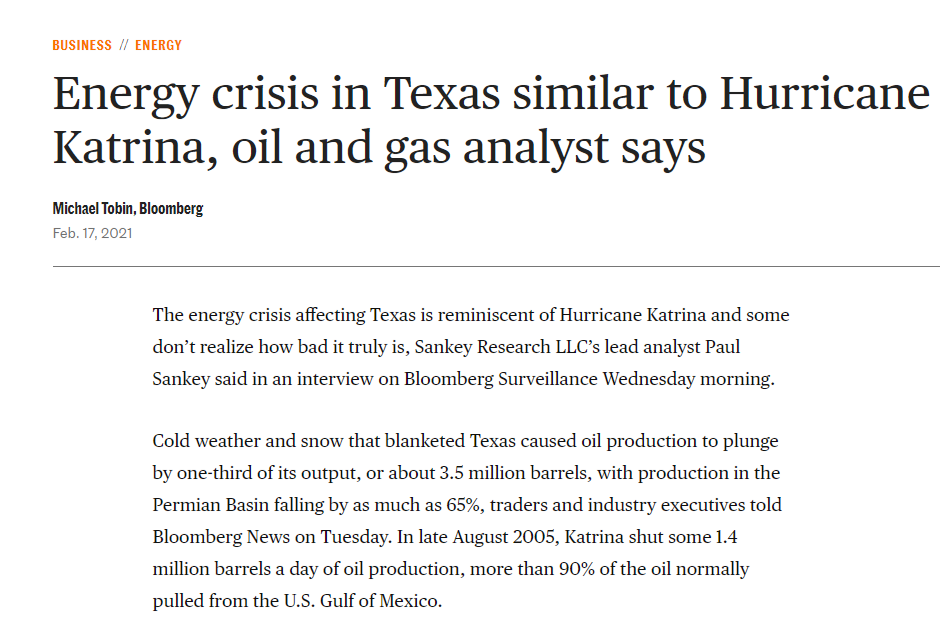 BUSINESS // ENERGY
Energy crisis in Texas similar to Hurricane
Katrina, oil and gas analyst says
Michael Tobin, Bloomberg
Feb. 17, 2021
The energy crisis affecting Texas is reminiscent of Hurricane Katrina and some
don’t realize how bad it truly is, Sankey Research LLC’s lead analyst Paul
Sankey said in an interview on Bloomberg Surveillance Wednesday morning.
Cold weather and snow that blanketed Texas caused oil production to plunge
by one-third of its output, or about 3.5 million barrels, with production in the
Permian Basin falling by as much as 65%, traders and industry executives told
Bloomberg News on Tuesday. In late August 2005, Katrina shut some 1.4
million barrels a day of oil production, more than 90% of the oil normally
pulled from the U.S. Gulf of Mexico.